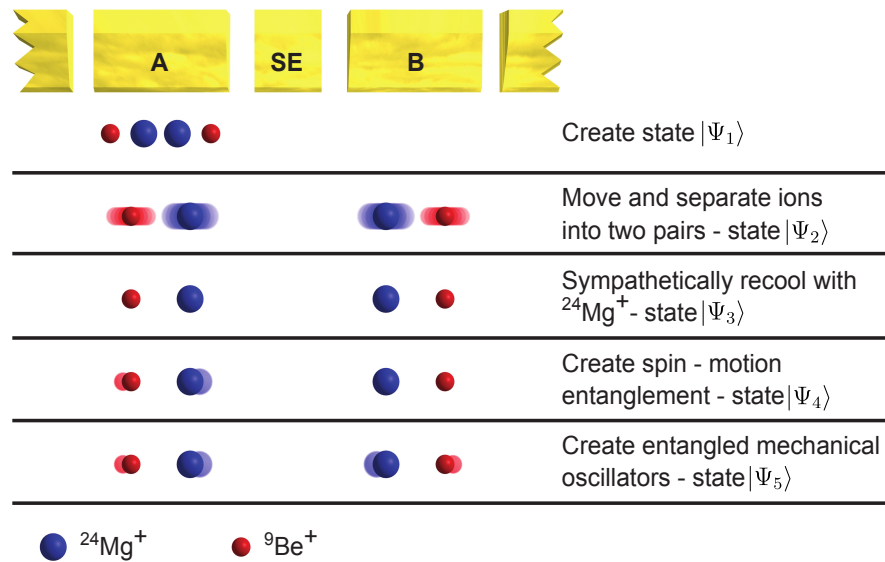 A SE B
Create state |Ψ₁⟩
Move and separate ions
into two pairs - state |Ψ₂⟩
Sympathetically recool with
²⁴Mg⁺- state |Ψ₃⟩
Create spin - motion
entanglement - state |Ψ₄⟩
Create entangled mechanical
oscillators - state |Ψ₅⟩
²⁴Mg⁺ ⁹Be⁺